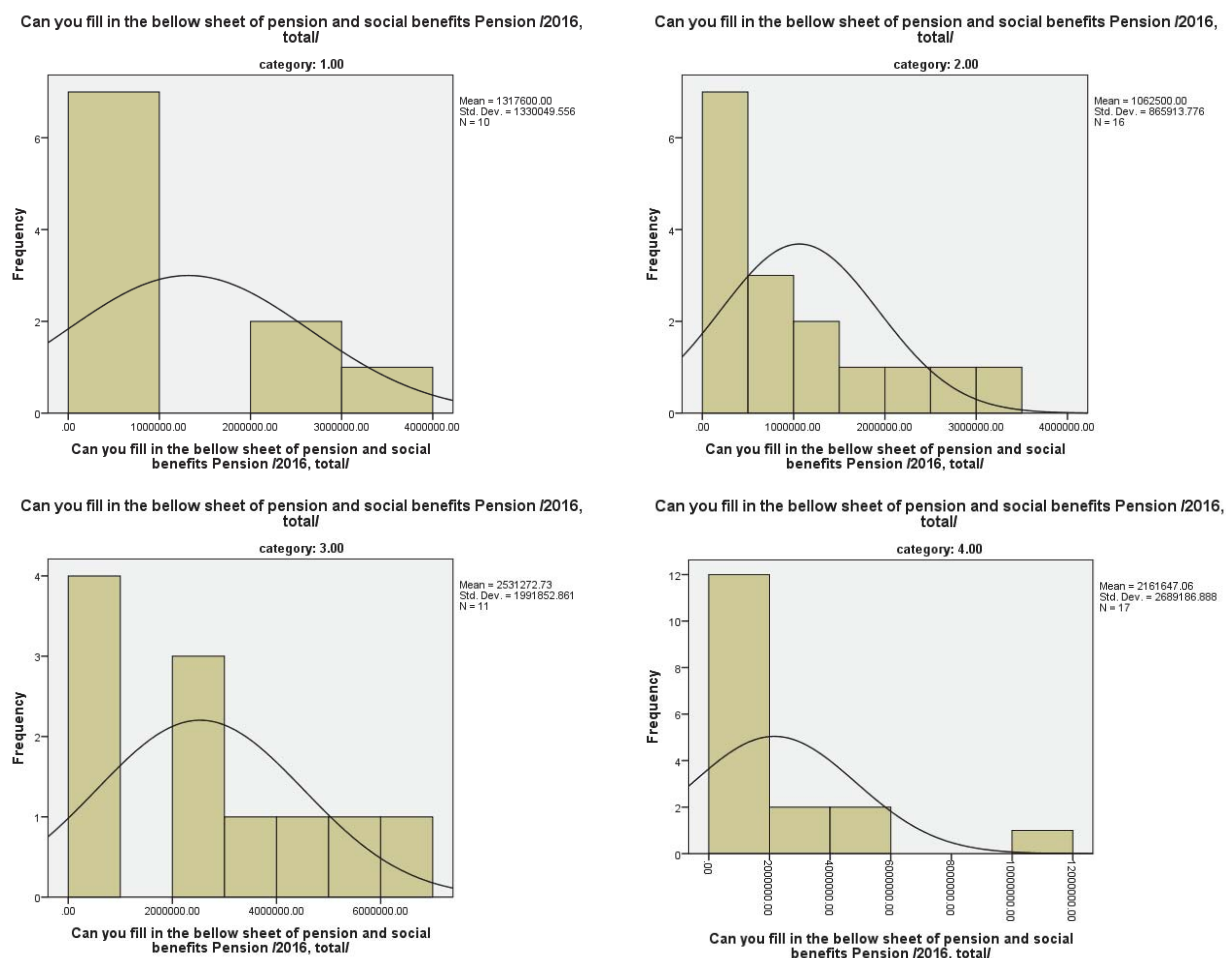 Can you fill in the bellow sheet of pension and social benefits Pension /2016,
total/
category: 1.00
Mean = 1317600.00
Std. Dev. = 1330049.556
N = 10
Frequency
6
4
2
0
.00 1000000.00 2000000.00 3000000.00 4000000.00
Can you fill in the bellow sheet of pension and social
benefits Pension /2016, total/
Can you fill in the bellow sheet of pension and social benefits Pension /2016,
total/
category: 2.00
Mean = 1062500.00
Std. Dev. = 865913.776
N = 16
Frequency
6
4
2
0
.00 1000000.00 2000000.00 3000000.00 4000000.00
Can you fill in the bellow sheet of pension and social
benefits Pension /2016, total/
Can you fill in the bellow sheet of pension and social benefits Pension /2016,
total/
category: 3.00
Mean = 2531272.73
Std. Dev. = 1991852.861
N = 11
Frequency
4
3
2
1
0
.00 2000000.00 4000000.00 6000000.00
Can you fill in the bellow sheet of pension and social
benefits Pension /2016, total/
Can you fill in the bellow sheet of pension and social benefits Pension /2016,
total/
category: 4.00
Mean = 2161647.06
Std. Dev. = 2689186.888
N = 17
Frequency
12
10
8
6
4
2
0
.00
2000000.00
4000000.00
6000000.00
8000000.00
10000000.00
12000000.00
Can you fill in the bellow sheet of pension and social
benefits Pension /2016, total/